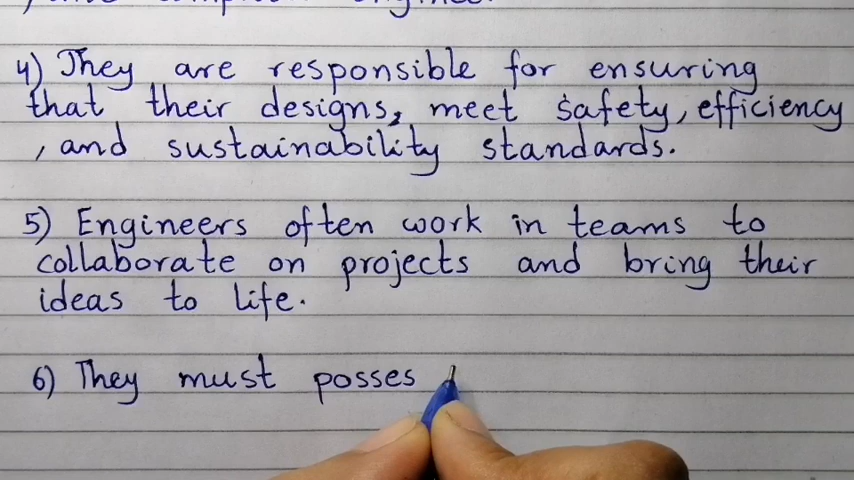 4) They are responsible for ensuring
that their designs, meet safety, efficiency
, and sustainability standards.
5) Engineers often work in teams to
collaborate on projects and bring their
ideas to life.
6) They must posses